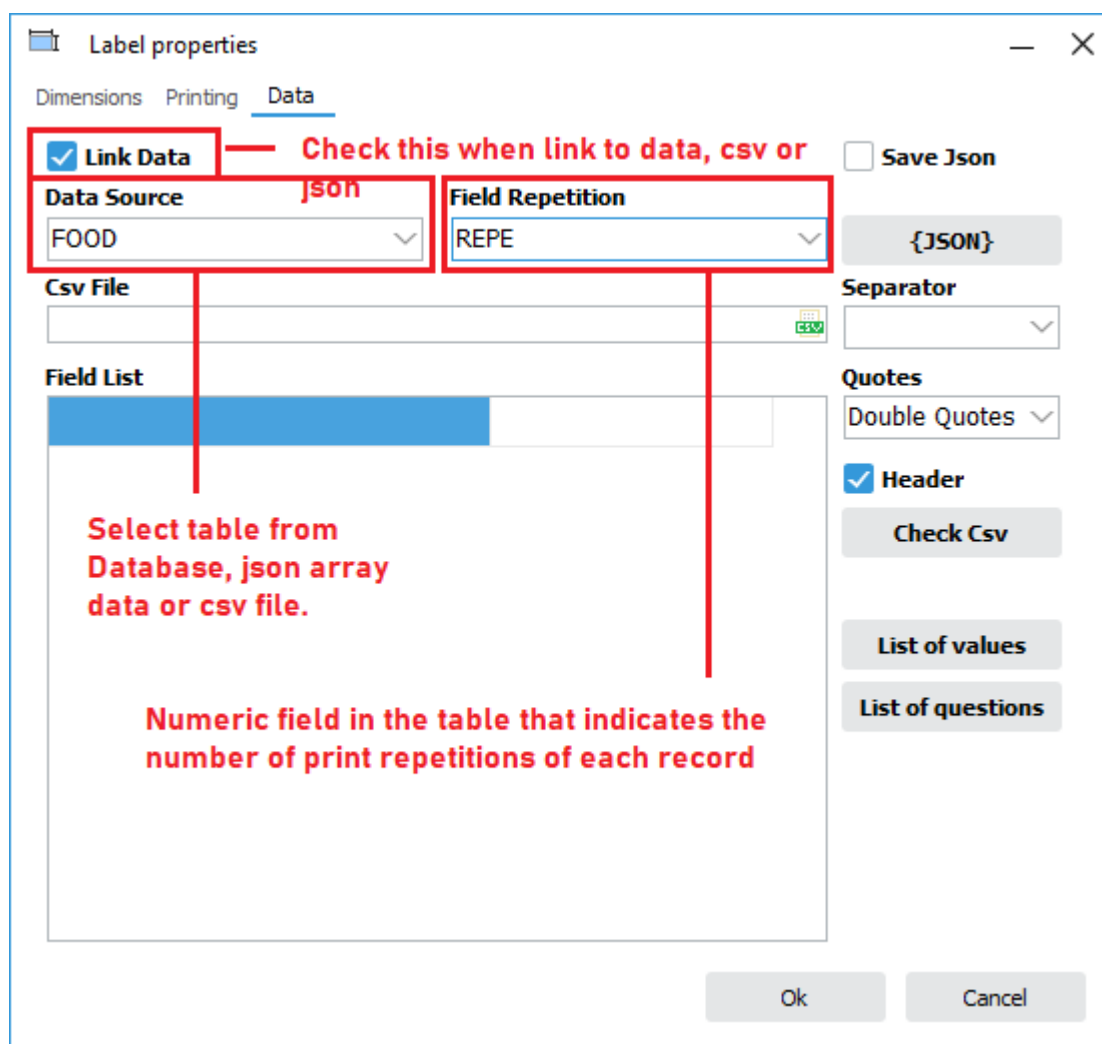 Label properties
Dimensions Printing Data
Link Data
Check this when link to data, csv or
json
Save Json
Data Source
Field Repetition
FOOD
REPE
{JSON}
Csv File
Separator
CSV
Field List
Quotes
Double Quotes
Header
Check Csv
Select table from
Database, json array
data or csv file.
List of values
List of questions
Numeric field in the table that indicates the
number of print repetitions of each record
Ok
Cancel